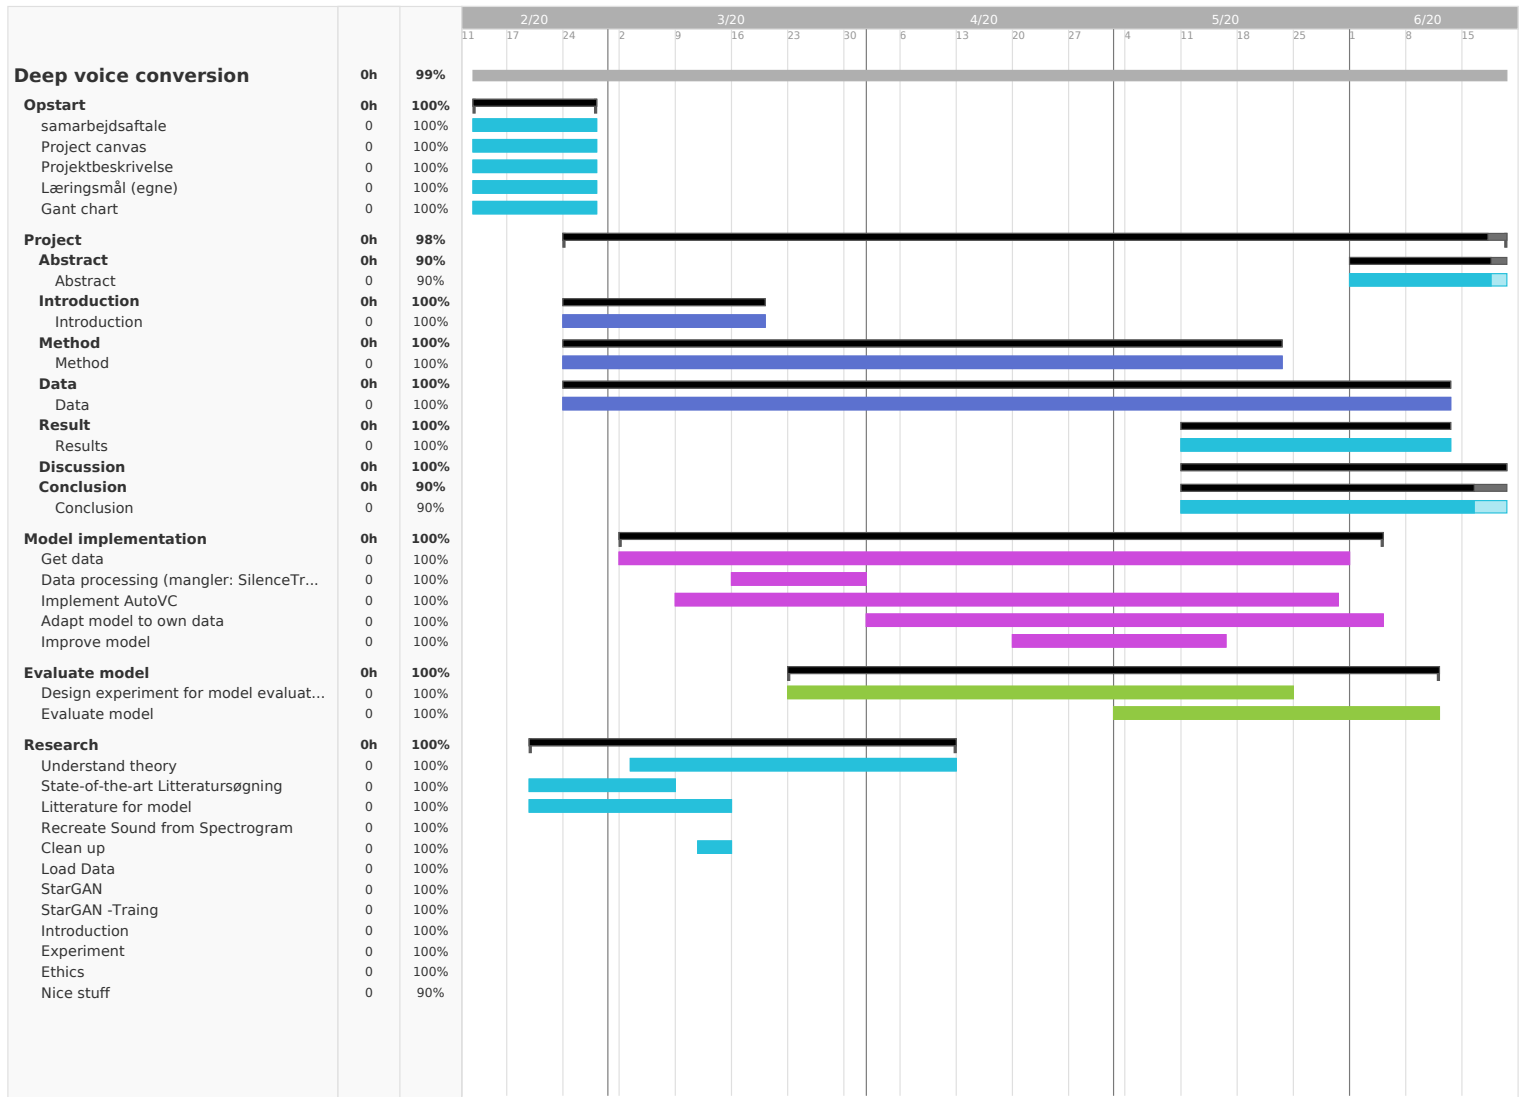 2/20 3/20 4/20 5/20 6/20
11 17 24 2 9 16 23 30 6 13 20 27 4 11 18 25 1 8 15
Deep voice conversion 0h 99%
Opstart 0h 100%
samarbejdsaftale 0 100%
Project canvas 0 100%
Projektbeskrivelse 0 100%
Læringsmål (egne) 0 100%
Gant chart 0 100%
Project 0h 98%
Abstract 0h 90%
Abstract 0 90%
Introduction 0h 100%
Introduction 0 100%
Method 0h 100%
Method 0 100%
Data 0h 100%
Data 0 100%
Result 0h 100%
Results 0 100%
Discussion 0h 100%
Conclusion 0h 90%
Conclusion 0 90%
Model implementation 0h 100%
Get data 0 100%
Data processing (mangler: SilenceTr... 0 100%
Implement AutoVC 0 100%
Adapt model to own data 0 100%
Improve model 0 100%
Evaluate model 0h 100%
Design experiment for model evaluat... 0 100%
Evaluate model 0 100%
Research 0h 100%
Understand theory 0 100%
State-of-the-art Litteratursøgning 0 100%
Litterature for model 0 100%
Recreate Sound from Spectrogram 0 100%
Clean up 0 100%
Load Data 0 100%
StarGAN 0 100%
StarGAN -Traing 0 100%
Introduction 0 100%
Experiment 0 100%
Ethics 0 100%
Nice stuff 0 90%